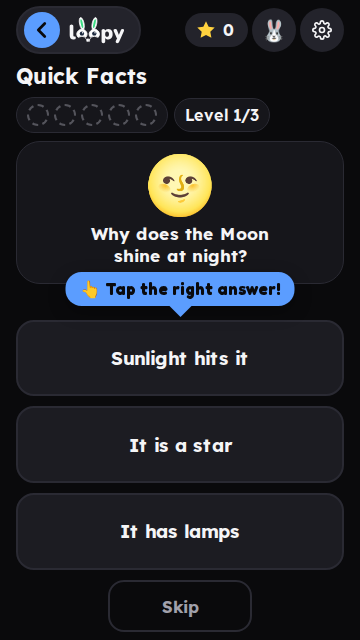 loopy
0
Quick Facts
Level 1/3
Why does the Moon
shine at night?
👆 Tap the right answer!
Sunlight hits it
It is a star
It has lamps
Skip